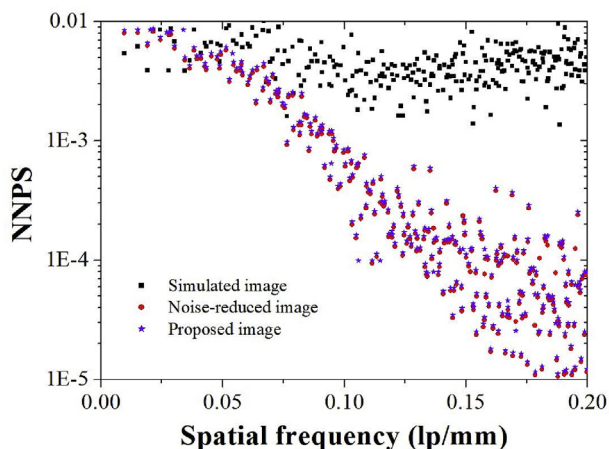 0.01
1E-3
1E-4
1E-5
NNPS
Simulated image
Noise-reduced image
Proposed image
0.00
0.05
0.10
0.15
0.20
Spatial frequency (lp/mm)